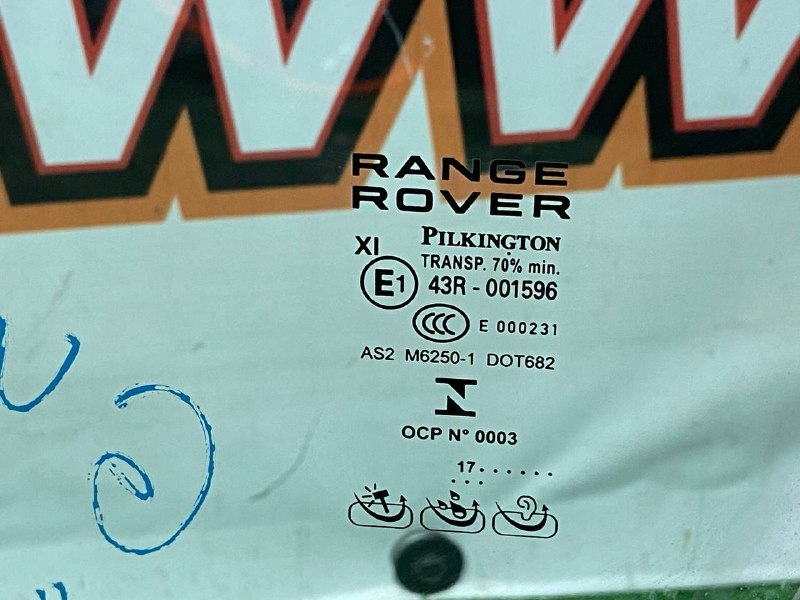 WW
RANGE
ROVER
PILKINGTON
XI
TRANSP. 70% min.
E1 43R - 001596
CCC E 000231
AS2 M6250-1 DOT682
OCP N° 0003
17.......
...